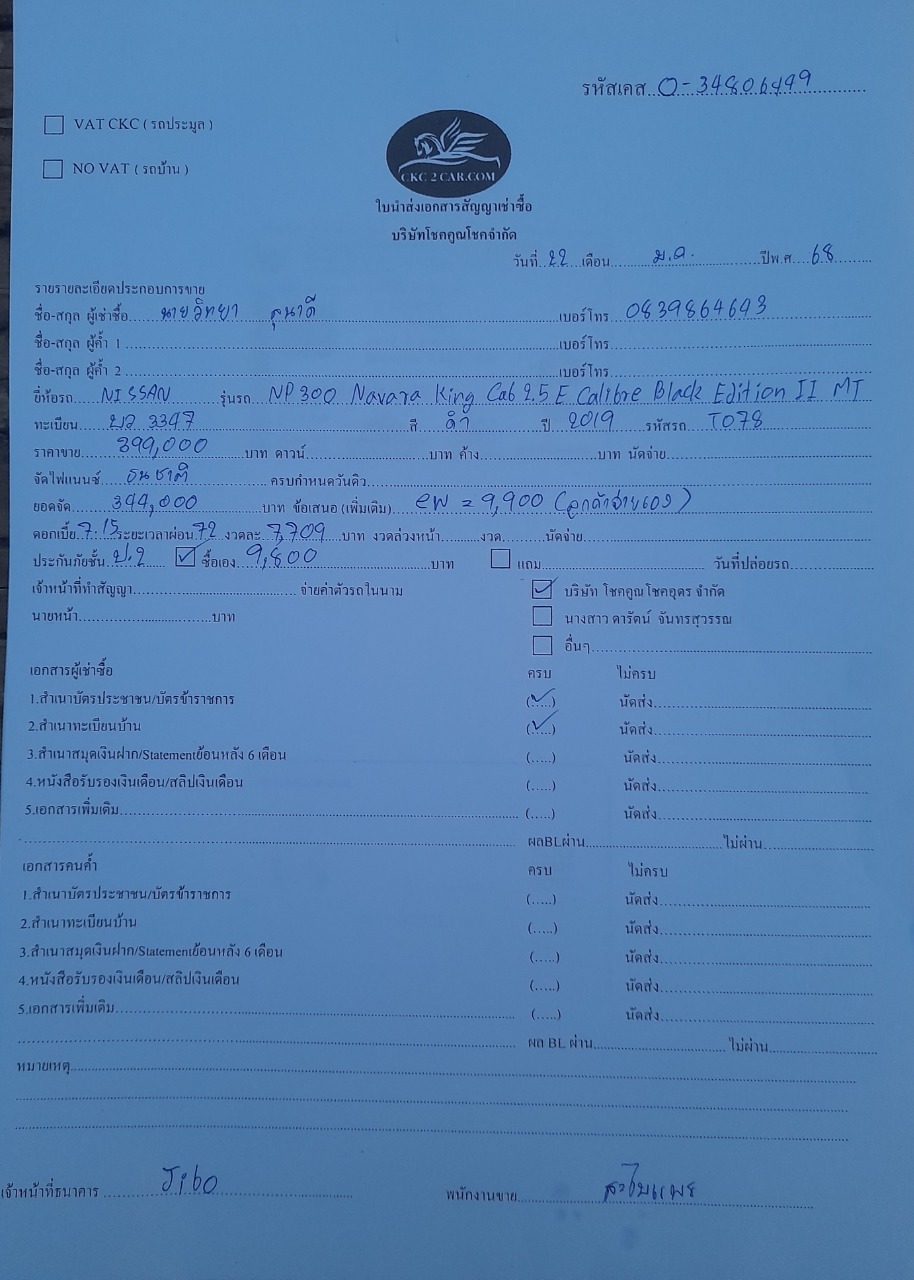 รหัสเคส..O-34806499
VAT CKC ( รถประมูล )
NO VAT ( รถบ้าน )
CKC 2 CAR.COM
ใบนำส่งเอกสารสัญญาเช่าซื้อ
บริษัทโชคคูณโชคจำกัด
วันที่ 22 เดือน ม.ค. ปีพ.ศ. 68
รายรายละเอียดประกอบการขาย
ชื่อ-สกุล ผู้เช่าซื้อ นายวิทยา สุนาดี เบอร์โทร 0839864643
ชื่อ-สกุล ผู้ค้ำ 1 เบอร์โทร
ชื่อ-สกุล ผู้ค้ำ 2 เบอร์โทร
ยี่ห้อรถ NISSAN รุ่นรถ NP300 Navara King Cab 2.5 E Calibre Black Edition II MT
ทะเบียน 3347 สี ดำ ปี 2019 รหัสรถ T078
ราคาขาย 399,000 บาท ดาวน์ บาท ค้าง บาท นัดจ่าย
จัดไฟแนนซ์ ธนชาติ ครบกำหนดวันดิว
ยอดจัด 344,000 บาท ข้อเสนอ (เพิ่มเติม) ew = 9,900 (ลูกค้าจ่ายเอง)
ดอกเบี้ย 7.15 ระยะเวลาผ่อน 72 งวดละ 7,709 บาท งวดล่วงหน้า งวด นัดจ่าย
ประกันภัยชั้น ป.2 ซื้อเอง 9,800 บาท แถม วันที่ปล่อยรถ
เจ้าหน้าที่ทำสัญญา จ่ายค่าตัวรถในนาม บริษัท โชคคูณโชคอุดร จำกัด
นายหน้า บาท นางสาว ดารัตน์ จันทรสุวรรณ
อื่นๆ
เอกสารผู้เช่าซื้อ ครบ ไม่ครบ
1.สำเนาบัตรประชาชน/บัตรข้าราชการ (.....) นัดส่ง
2.สำเนาทะเบียนบ้าน (.....) นัดส่ง
3.สำเนาสมุดเงินฝาก/Statementย้อนหลัง 6 เดือน (.....) นัดส่ง
4.หนังสือรับรองเงินเดือน/สลิปเงินเดือน (.....) นัดส่ง
5.เอกสารเพิ่มเติม (.....) นัดส่ง
ผลBLผ่าน ไม่ผ่าน
เอกสารคนค้ำ ครบ ไม่ครบ
1.สำเนาบัตรประชาชน/บัตรข้าราชการ (.....) นัดส่ง
2.สำเนาทะเบียนบ้าน (.....) นัดส่ง
3.สำเนาสมุดเงินฝาก/Statementย้อนหลัง 6 เดือน (.....) นัดส่ง
4.หนังสือรับรองเงินเดือน/สลิปเงินเดือน (.....) นัดส่ง
5.เอกสารเพิ่มเติม (.....) นัดส่ง
ผล BL ผ่าน ไม่ผ่าน
หมายเหตุ
เจ้าหน้าที่ธนาคาร Jibo พนักงานขาย สะใบแพร